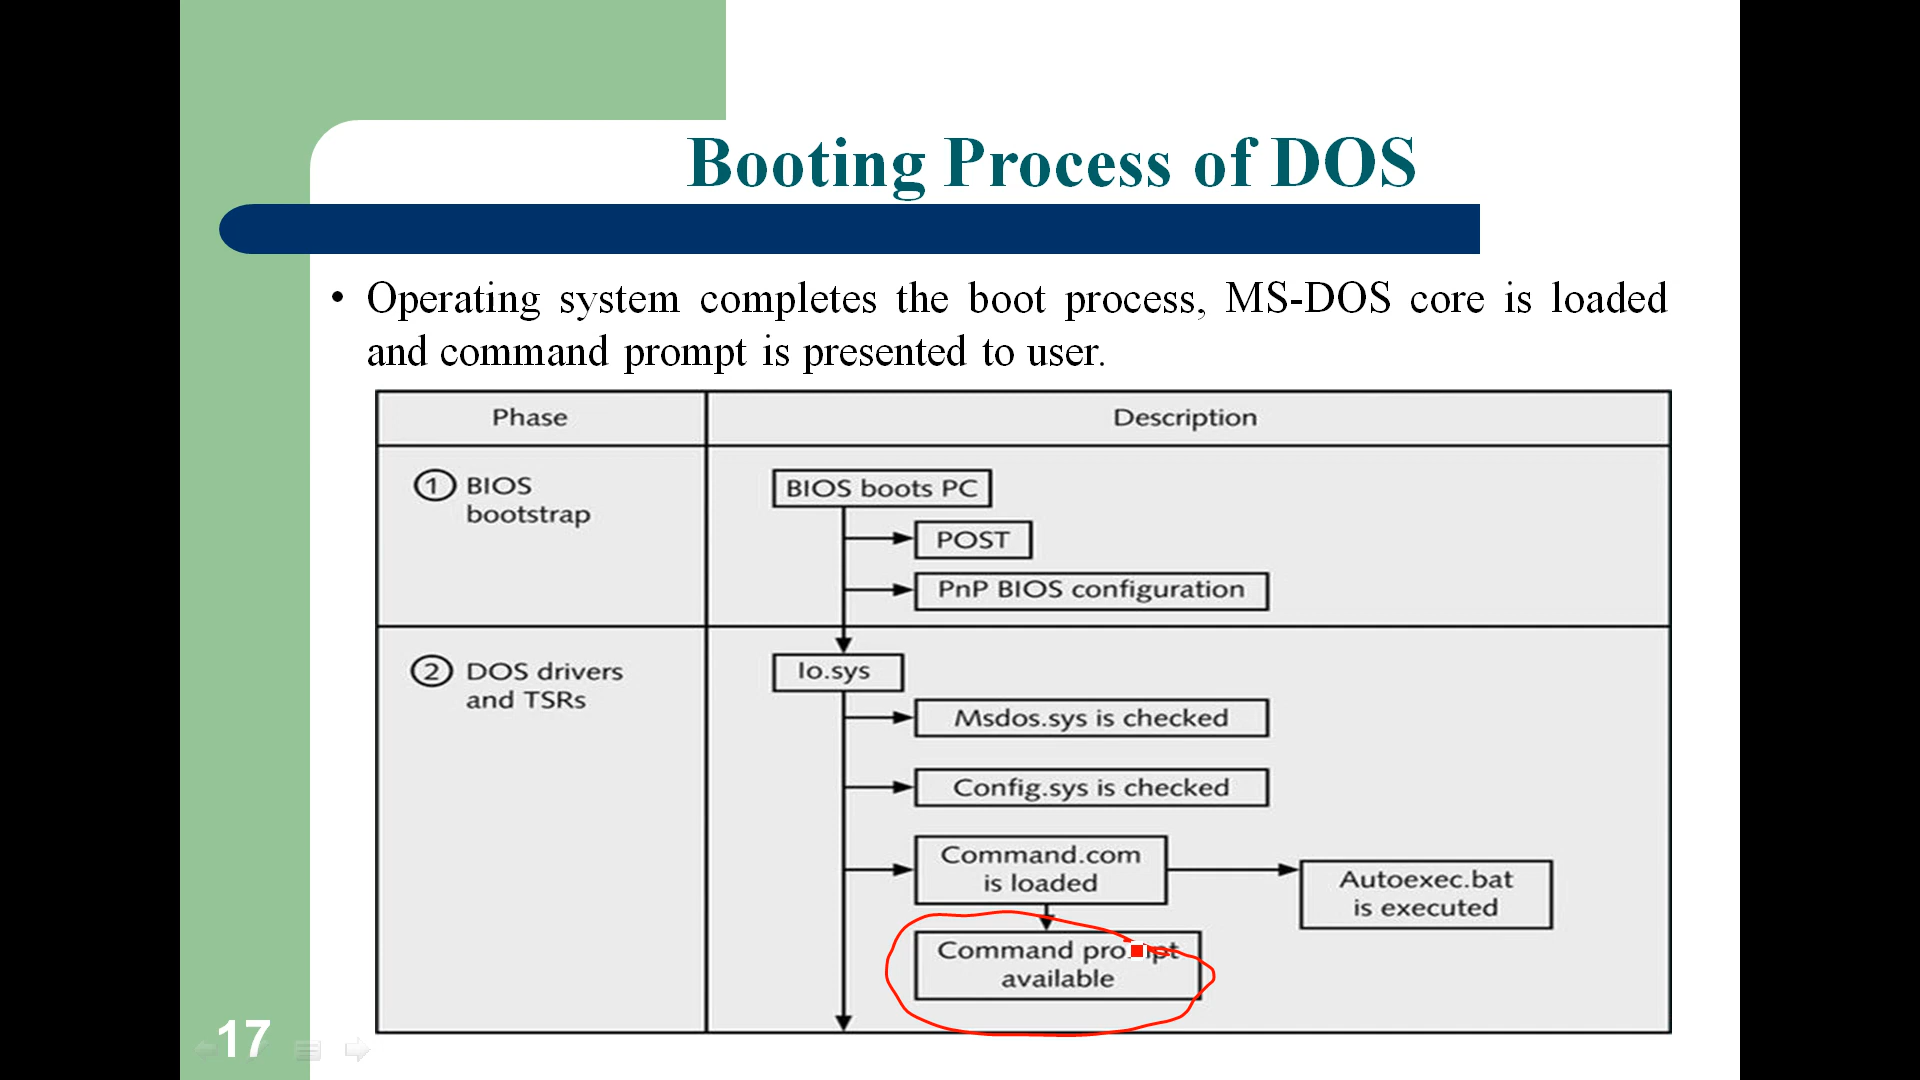 Booting Process of DOS
• Operating system completes the boot process, MS-DOS core is loaded
and command prompt is presented to user.
Phase
Description
1 BIOS
bootstrap
BIOS boots PC
POST
PnP BIOS configuration
2 DOS drivers
and TSRs
Io.sys
Msdos.sys is checked
Config.sys is checked
Command.com
is loaded
Autoexec.bat
is executed
Command prompt
available
17